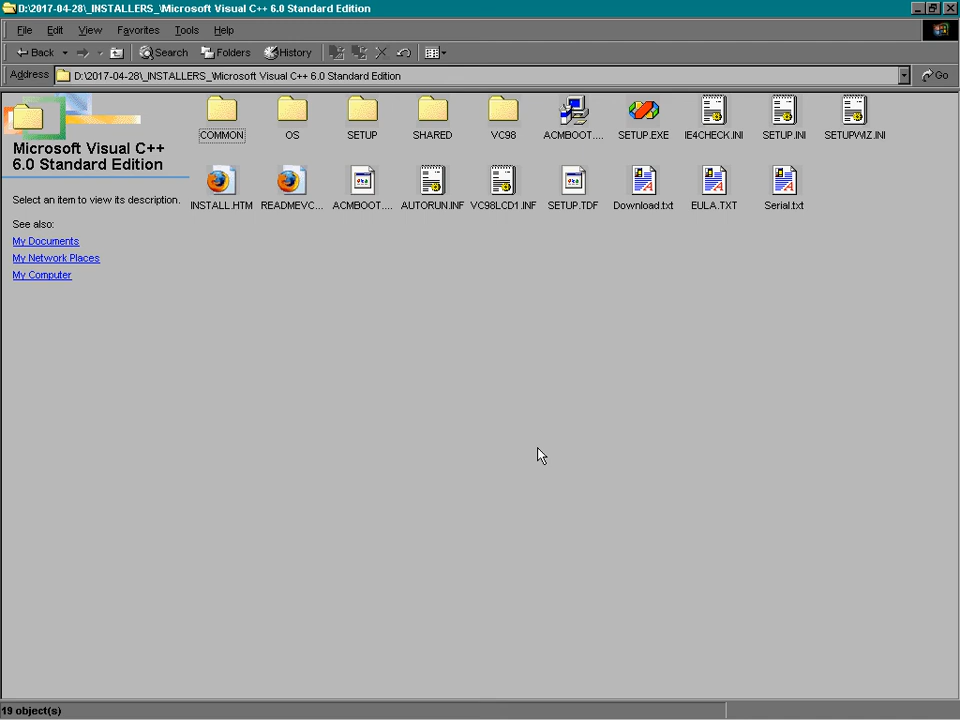 D:\2017-04-28\_INSTALLERS_\Microsoft Visual C++ 6.0 Standard Edition
File Edit View Favorites Tools Help
Back Search Folders History
Address D:\2017-04-28\_INSTALLERS_\Microsoft Visual C++ 6.0 Standard Edition Go
COMMON OS SETUP SHARED VC98 ACMBOOT.... SETUP.EXE IE4CHECK.INI SETUP.INI SETUPWIZ.INI
INSTALL.HTM READMEVC... ACMBOOT.... AUTORUN.INF VC98LCD1.INF SETUP.TDF Download.txt EULA.TXT Serial.txt
Microsoft Visual C++
6.0 Standard Edition
Select an item to view its description.
See also:
My Documents
My Network Places
My Computer
19 object(s)